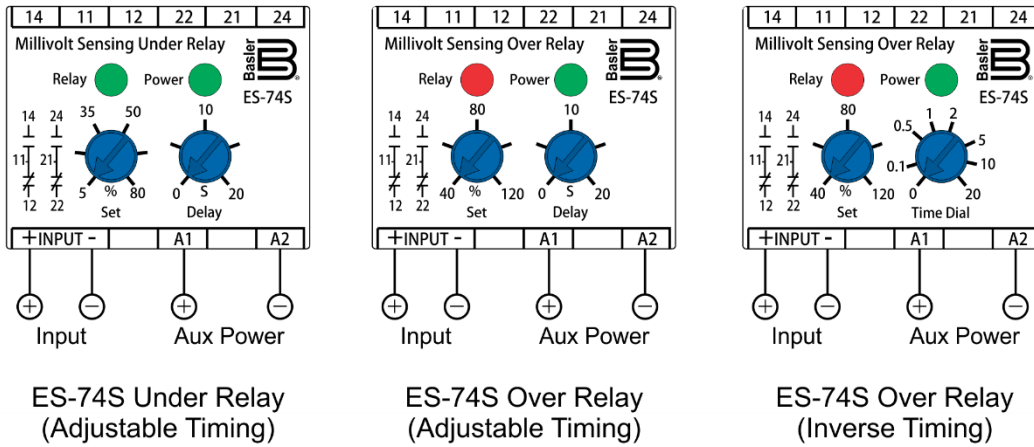 14 11 12 22 21 24
Millivolt Sensing Under Relay
Basler
Relay Power
ES-74S
35 50 10
14 24
11 21
5 % 80 0 S 20
12 22
Set Delay
+ INPUT - A1 A2
+ - + -
Input Aux Power
ES-74S Under Relay
(Adjustable Timing)
14 11 12 22 21 24
Millivolt Sensing Over Relay
Basler
Relay Power
ES-74S
80 10
14 24
11 21
40 % 120 0 S 20
12 22
Set Delay
+ INPUT - A1 A2
+ - + -
Input Aux Power
ES-74S Over Relay
(Adjustable Timing)
14 11 12 22 21 24
Millivolt Sensing Over Relay
Basler
Relay Power
ES-74S
80 1 2
14 24 0.5 5
11 21 0.1 10
40 % 120 0 20
12 22
Set Time Dial
+ INPUT - A1 A2
+ - + -
Input Aux Power
ES-74S Over Relay
(Inverse Timing)